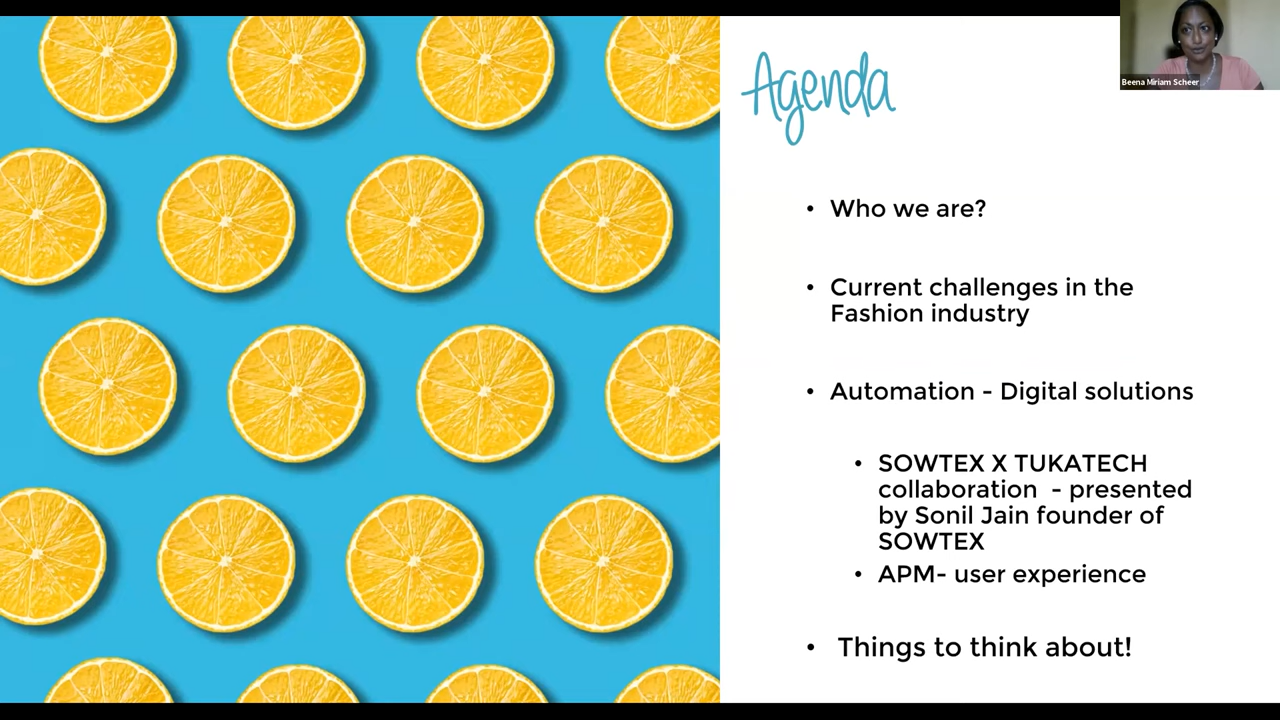 Agenda
Beena Miriam Scheer
• Who we are?
• Current challenges in the
Fashion industry
• Automation - Digital solutions
• SOWTEX X TUKATECH
collaboration - presented
by Sonil Jain founder of
SOWTEX
• APM- user experience
• Things to think about!